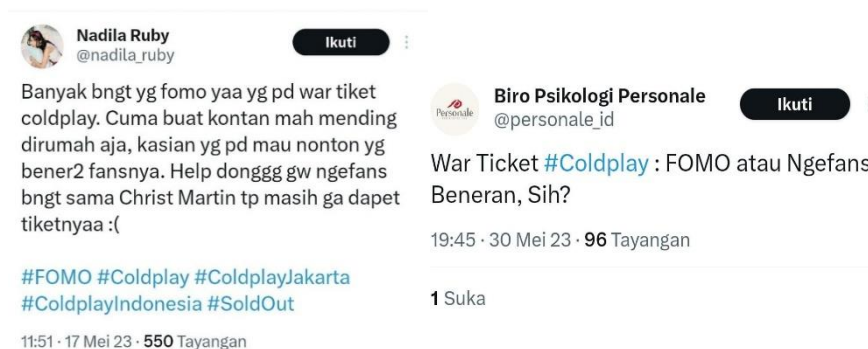 Nadila Ruby
@nadila_ruby
Ikuti
Banyak bngt yg fomo yaa yg pd war tiket
coldplay. Cuma buat kontan mah mending
dirumah aja, kasian yg pd mau nonton yg
bener2 fansnya. Help donggg gw ngefans
bngt sama Christ Martin tp masih ga dapet
tiketnyaa :(
#FOMO #Coldplay #ColdplayJakarta
#ColdplayIndonesia #SoldOut
11:51 · 17 Mei 23 · 550 Tayangan
Personale
Biro Psikologi Personale
@personale_id
Ikuti
War Ticket #Coldplay : FOMO atau Ngefans
Beneran, Sih?
19:45 · 30 Mei 23 · 96 Tayangan
1 Suka